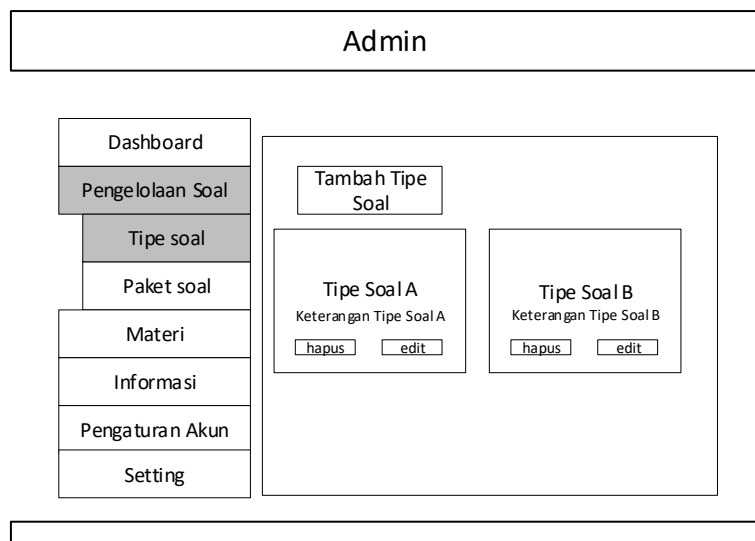 Admin
Dashboard
Pengelolaan Soal
Tipe soal
Paket soal
Materi
Informasi
Pengaturan Akun
Setting
Tambah Tipe
Soal
Tipe Soal A
Keterangan Tipe Soal A
hapus
edit
Tipe Soal B
Keterangan Tipe Soal B
hapus
edit